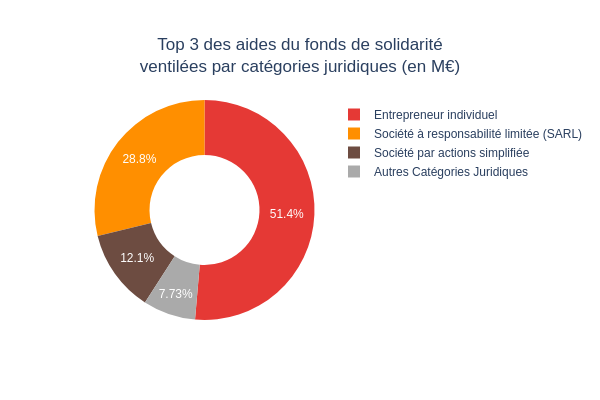 Top 3 des aides du fonds de solidarité
ventilées par catégories juridiques (en M€)
Entrepreneur individuel
Société à responsabilité limitée (SARL)
Société par actions simplifiée
Autres Catégories Juridiques
28.8%
51.4%
12.1%
7.73%